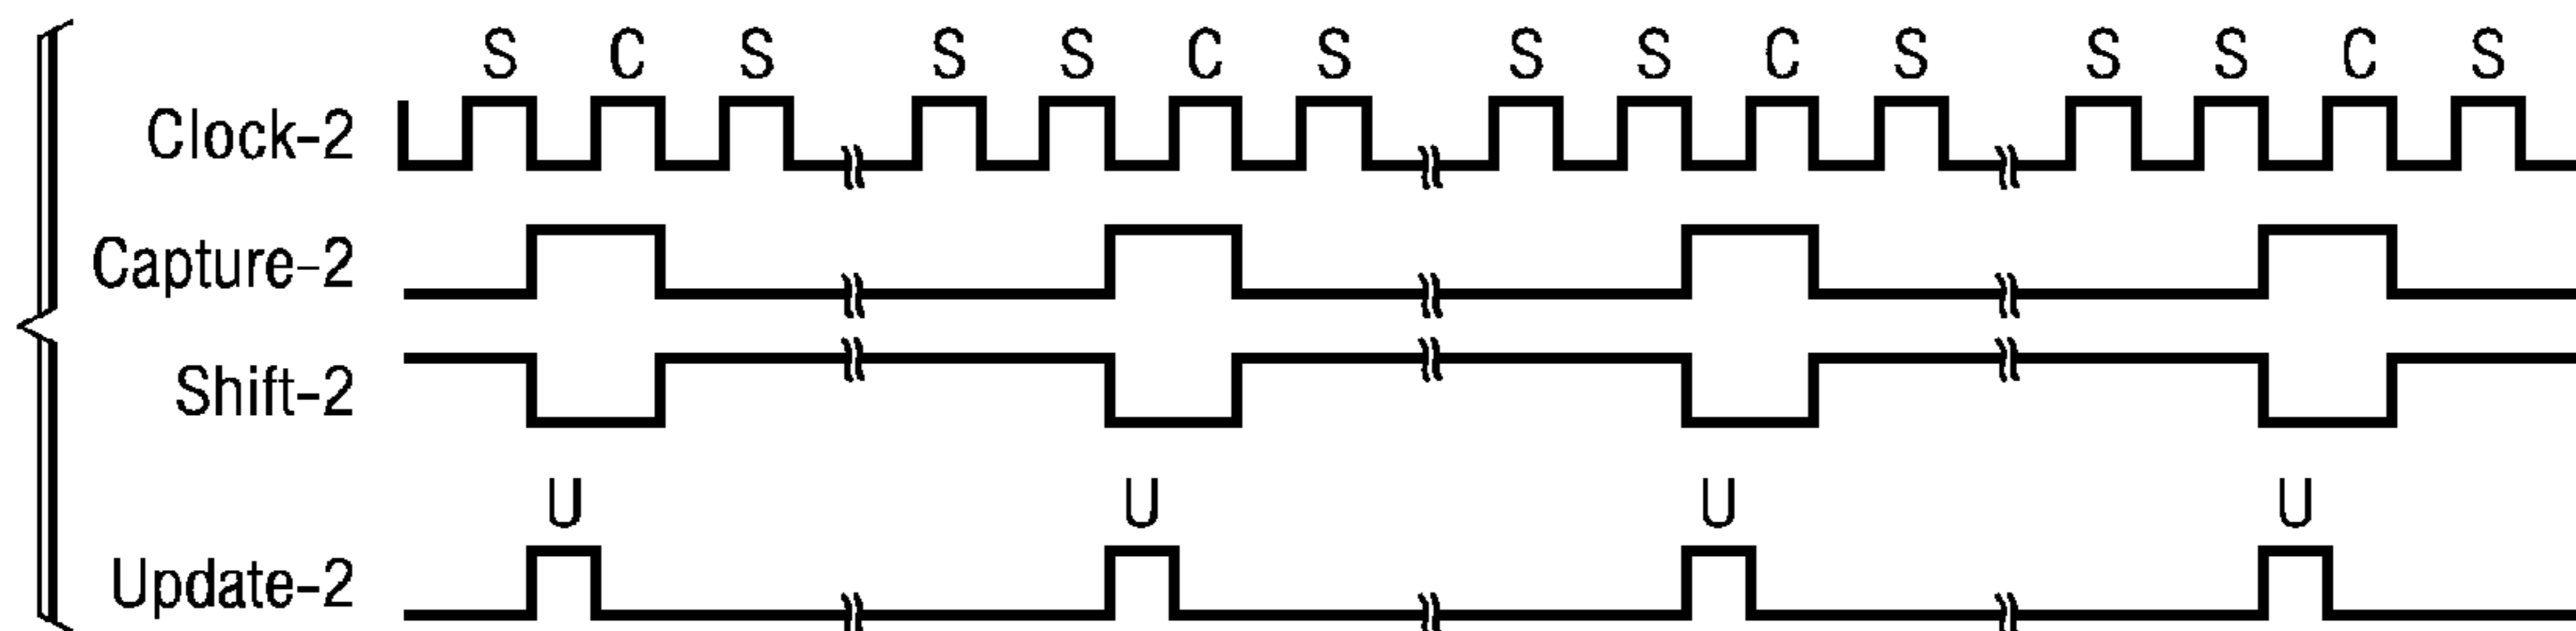 S C S S S C S S S C S S S C S
Clock-2
Capture-2
Shift-2
U U U U
Update-2